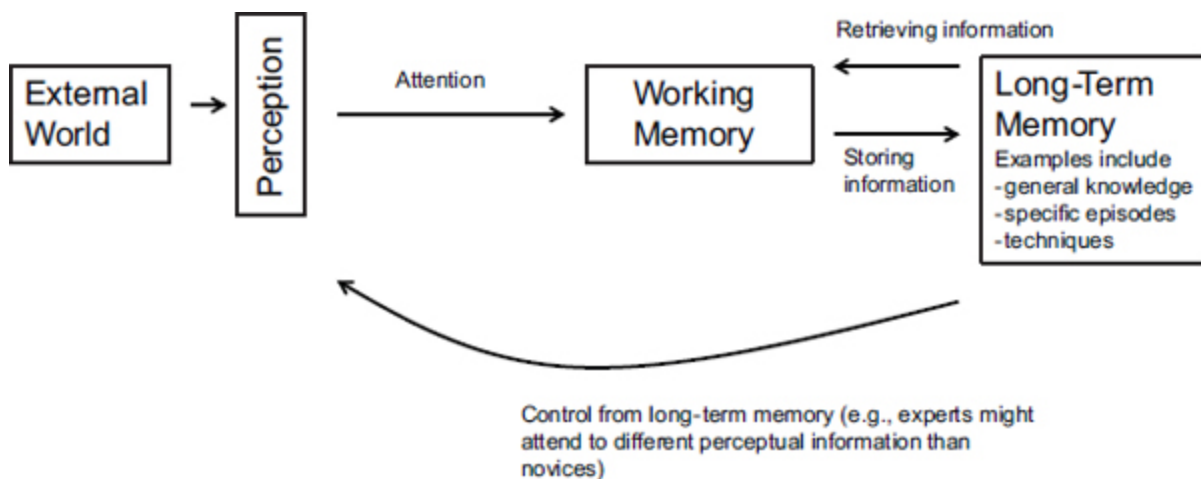 External
World
Perception
Attention
Working
Memory
Retrieving information
Storing
information
Long-Term
Memory
Examples include
-general knowledge
-specific episodes
-techniques
Control from long-term memory (e.g., experts might
attend to different perceptual information than
novices)